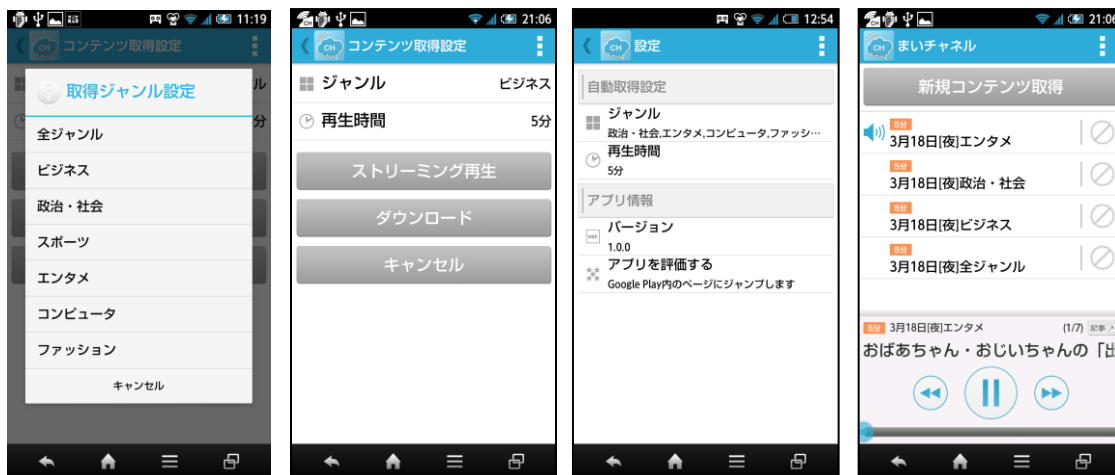 11:19
CH コンテンツ取得設定
ル
取得ジャンル設定
分
全ジャンル
ビジネス
政治・社会
スポーツ
エンタメ
コンピュータ
ファッション
キャンセル
21:06
CH コンテンツ取得設定
ジャンル ビジネス
再生時間 5分
ストリーミング再生
ダウンロード
キャンセル
12:54
CH 設定
自動取得設定
ジャンル
政治・社会,エンタメ,コンピュータ,ファッシ…
再生時間
5分
アプリ情報
バージョン
1.0.0
アプリを評価する
Google Play内のページにジャンプします
21:06
CH まいチャネル
新規コンテンツ取得
5分
3月18日[夜]エンタメ
5分
3月18日[夜]政治・社会
5分
3月18日[夜]ビジネス
5分
3月18日[夜]全ジャンル
5分 3月18日[夜]エンタメ (1/7) 記事
おばあちゃん・おじいちゃんの「出